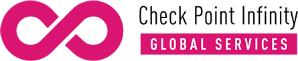 Check Point Infinity
GLOBAL SERVICES